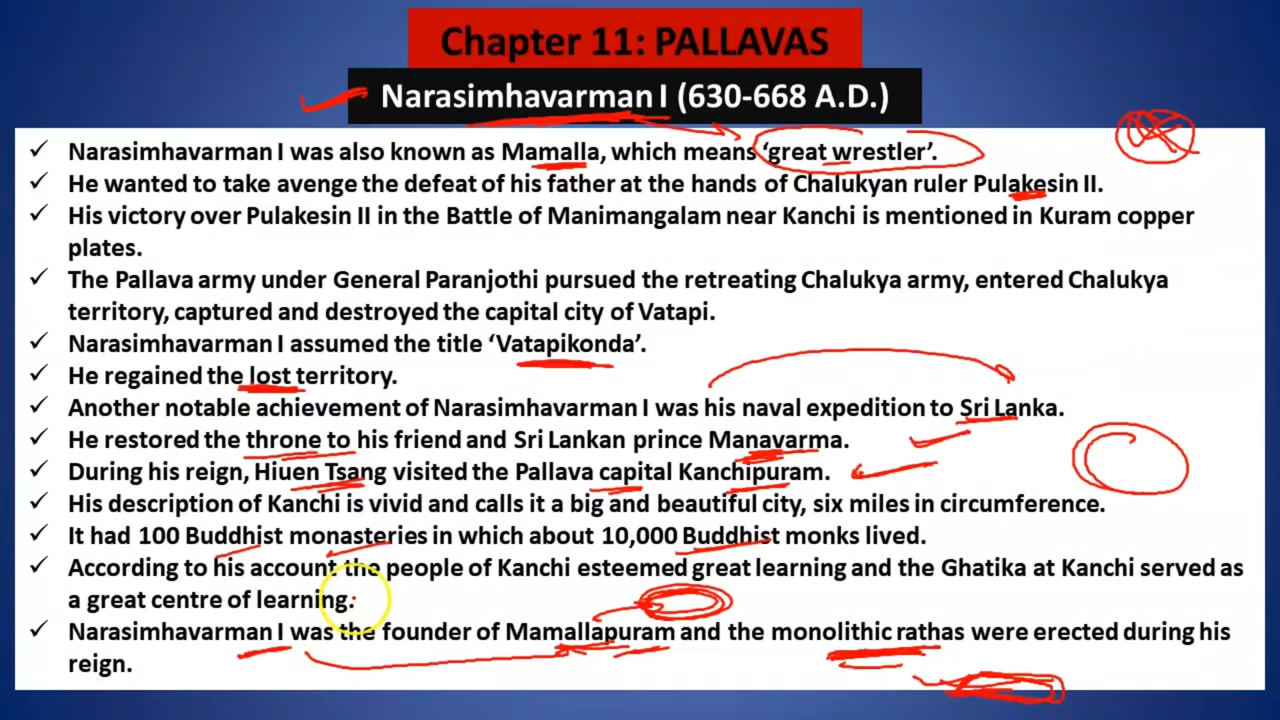 Chapter 11: PALLAVAS
Narasimhavarman I (630-668 A.D.)
✓ Narasimhavarman I was also known as Mamalla, which means ‘great wrestler’.
✓ He wanted to take avenge the defeat of his father at the hands of Chalukyan ruler Pulakesin II.
✓ His victory over Pulakesin II in the Battle of Manimangalam near Kanchi is mentioned in Kuram copper
plates.
✓ The Pallava army under General Paranjothi pursued the retreating Chalukya army, entered Chalukya
territory, captured and destroyed the capital city of Vatapi.
✓ Narasimhavarman I assumed the title ‘Vatapikonda’.
✓ He regained the lost territory.
✓ Another notable achievement of Narasimhavarman I was his naval expedition to Sri Lanka.
✓ He restored the throne to his friend and Sri Lankan prince Manavarma.
✓ During his reign, Hiuen Tsang visited the Pallava capital Kanchipuram.
✓ His description of Kanchi is vivid and calls it a big and beautiful city, six miles in circumference.
✓ It had 100 Buddhist monasteries in which about 10,000 Buddhist monks lived.
✓ According to his account the people of Kanchi esteemed great learning and the Ghatika at Kanchi served as
a great centre of learning.
✓ Narasimhavarman I was the founder of Mamallapuram and the monolithic rathas were erected during his
reign.